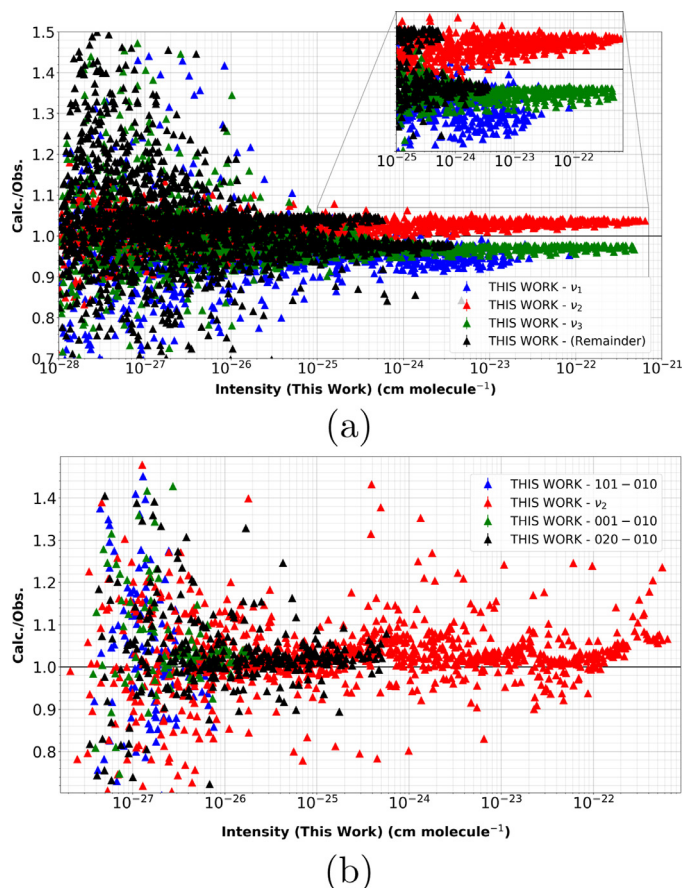 1.5
1.4
1.3
1.2
1.1
1.0
0.9
0.8
0.7
Calc./Obs.
10⁻²⁵ 10⁻²⁴ 10⁻²³ 10⁻²²
THIS WORK - ν₁
THIS WORK - ν₂
THIS WORK - ν₃
THIS WORK - (Remainder)
10⁻²⁸ 10⁻²⁷ 10⁻²⁶ 10⁻²⁵ 10⁻²⁴ 10⁻²³ 10⁻²² 10⁻²¹
Intensity (This Work) (cm molecule⁻¹)
(a)
1.4
1.3
1.2
1.1
1.0
0.9
0.8
Calc./Obs.
THIS WORK - 101−010
THIS WORK - ν₂
THIS WORK - 001−010
THIS WORK - 020−010
10⁻²⁷ 10⁻²⁶ 10⁻²⁵ 10⁻²⁴ 10⁻²³ 10⁻²²
Intensity (This Work) (cm molecule⁻¹)
(b)